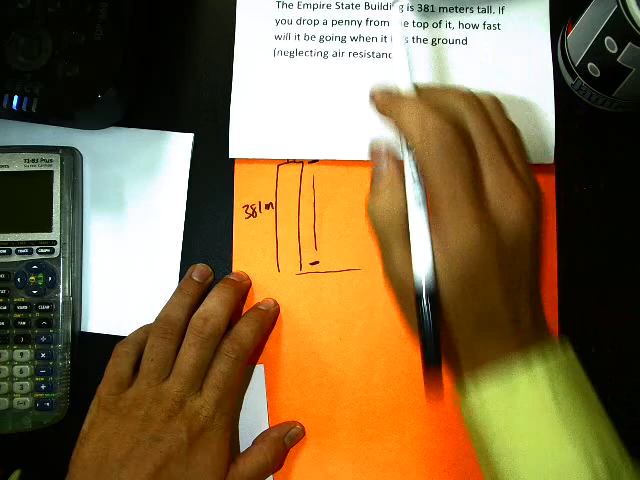 The Empire State Building is 381 meters tall. If
you drop a penny from the top of it, how fast
will it be going when it hits the ground
(neglecting air resistanc
381m
TI-83 Plus